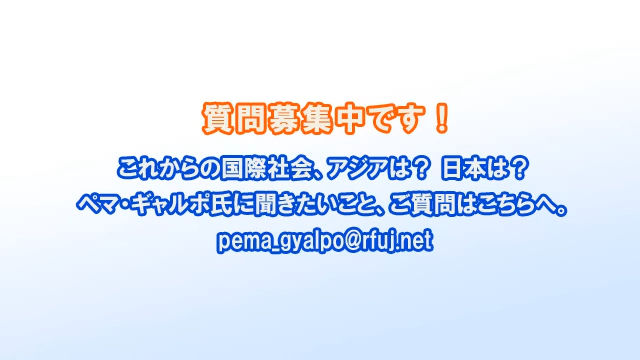 質問募集中です！
これからの国際社会、アジアは？ 日本は？
ペマ・ギャルポ氏に聞きたいこと、ご質問はこちらへ。
pema_gyalpo@rfuj.net